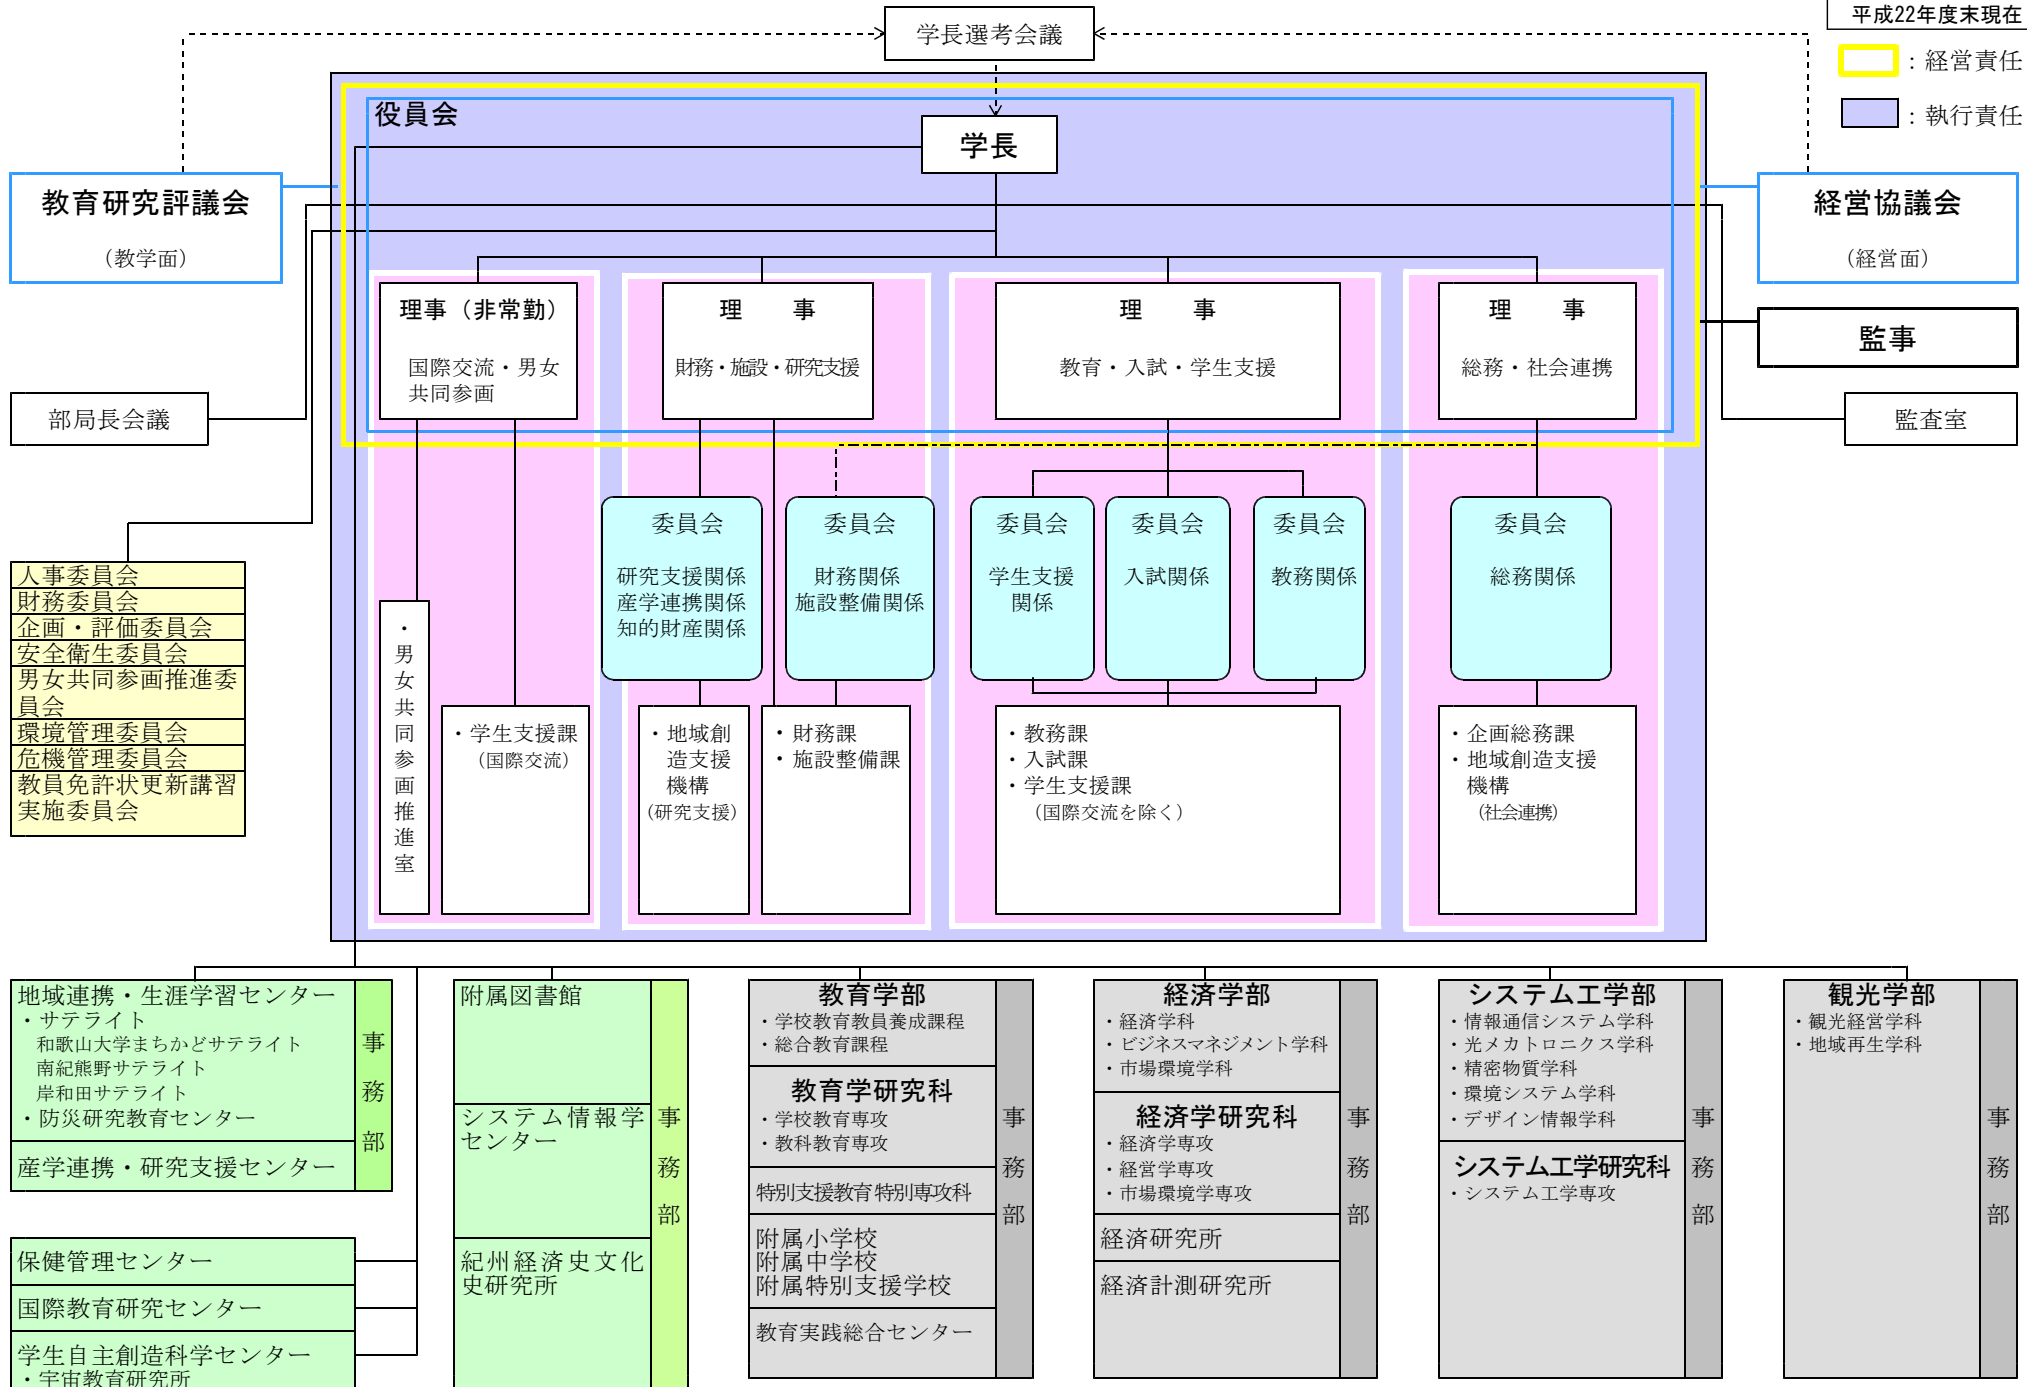 平成22年度末現在
学長選考会議
：経営責任
：執行責任
役員会
学長
教育研究評議会
（教学面）
経営協議会
（経営面）
理事（非常勤）
国際交流・男女
共同参画
理　事
財務・施設・研究支援
理　事
教育・入試・学生支援
理　事
総務・社会連携
監事
部局長会議
監査室
委員会
研究支援関係
産学連携関係
知的財産関係
委員会
財務関係
施設整備関係
委員会
学生支援
関係
委員会
入試関係
委員会
教務関係
委員会
総務関係
人事委員会
財務委員会
企画・評価委員会
安全衛生委員会
男女共同参画推進委
員会
環境管理委員会
危機管理委員会
教員免許状更新講習
実施委員会
・男女共同参画推進室
・学生支援課
（国際交流）
・地域創
造支援
機構
（研究支援）
・財務課
・施設整備課
・教務課
・入試課
・学生支援課
（国際交流を除く）
・企画総務課
・地域創造支援
機構
（社会連携）
地域連携・生涯学習センター
・サテライト
和歌山大学まちかどサテライト
南紀熊野サテライト
岸和田サテライト
・防災研究教育センター
産学連携・研究支援センター
事務部
保健管理センター
国際教育研究センター
学生自主創造科学センター
・宇宙教育研究所
附属図書館
システム情報学
センター
紀州経済史文化
史研究所
事務部
教育学部
・学校教育教員養成課程
・総合教育課程
教育学研究科
・学校教育専攻
・教科教育専攻
特別支援教育特別専攻科
附属小学校
附属中学校
附属特別支援学校
教育実践総合センター
事務部
経済学部
・経済学科
・ビジネスマネジメント学科
・市場環境学科
経済学研究科
・経済学専攻
・経営学専攻
・市場環境学専攻
経済研究所
経済計測研究所
事務部
システム工学部
・情報通信システム学科
・光メカトロニクス学科
・精密物質学科
・環境システム学科
・デザイン情報学科
システム工学研究科
・システム工学専攻
事務部
観光学部
・観光経営学科
・地域再生学科
事務部